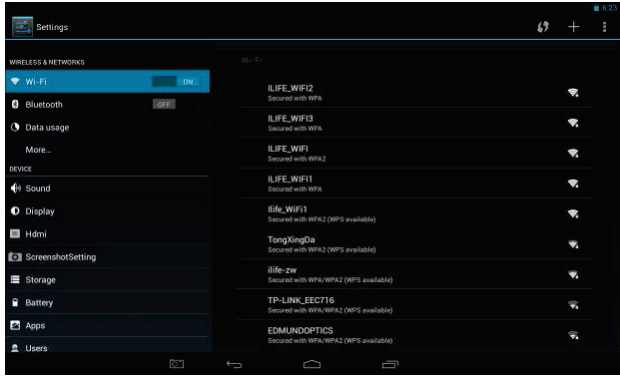 6:23
Settings
WIRELESS & NETWORKS
Wi-Fi ON
Bluetooth OFF
Data usage
More...
DEVICE
Sound
Display
Hdmi
ScreenshotSetting
Storage
Battery
Apps
Users
Wi-Fi
ILIFE_WIFI2
Secured with WPA
ILIFE_WIFI3
Secured with WPA
ILIFE_WIFI
Secured with WPA2
ILIFE_WIFI1
Secured with WPA
Ilife_WiFi1
Secured with WPA2 (WPS available)
TongXingDa
Secured with WPA2 (WPS available)
ilife-zw
Secured with WPA/WPA2 (WPS available)
TP-LINK_EEC716
Secured with WPA/WPA2 (WPS available)
EDMUNDOPTICS
Secured with WPA/WPA2 (WPS available)